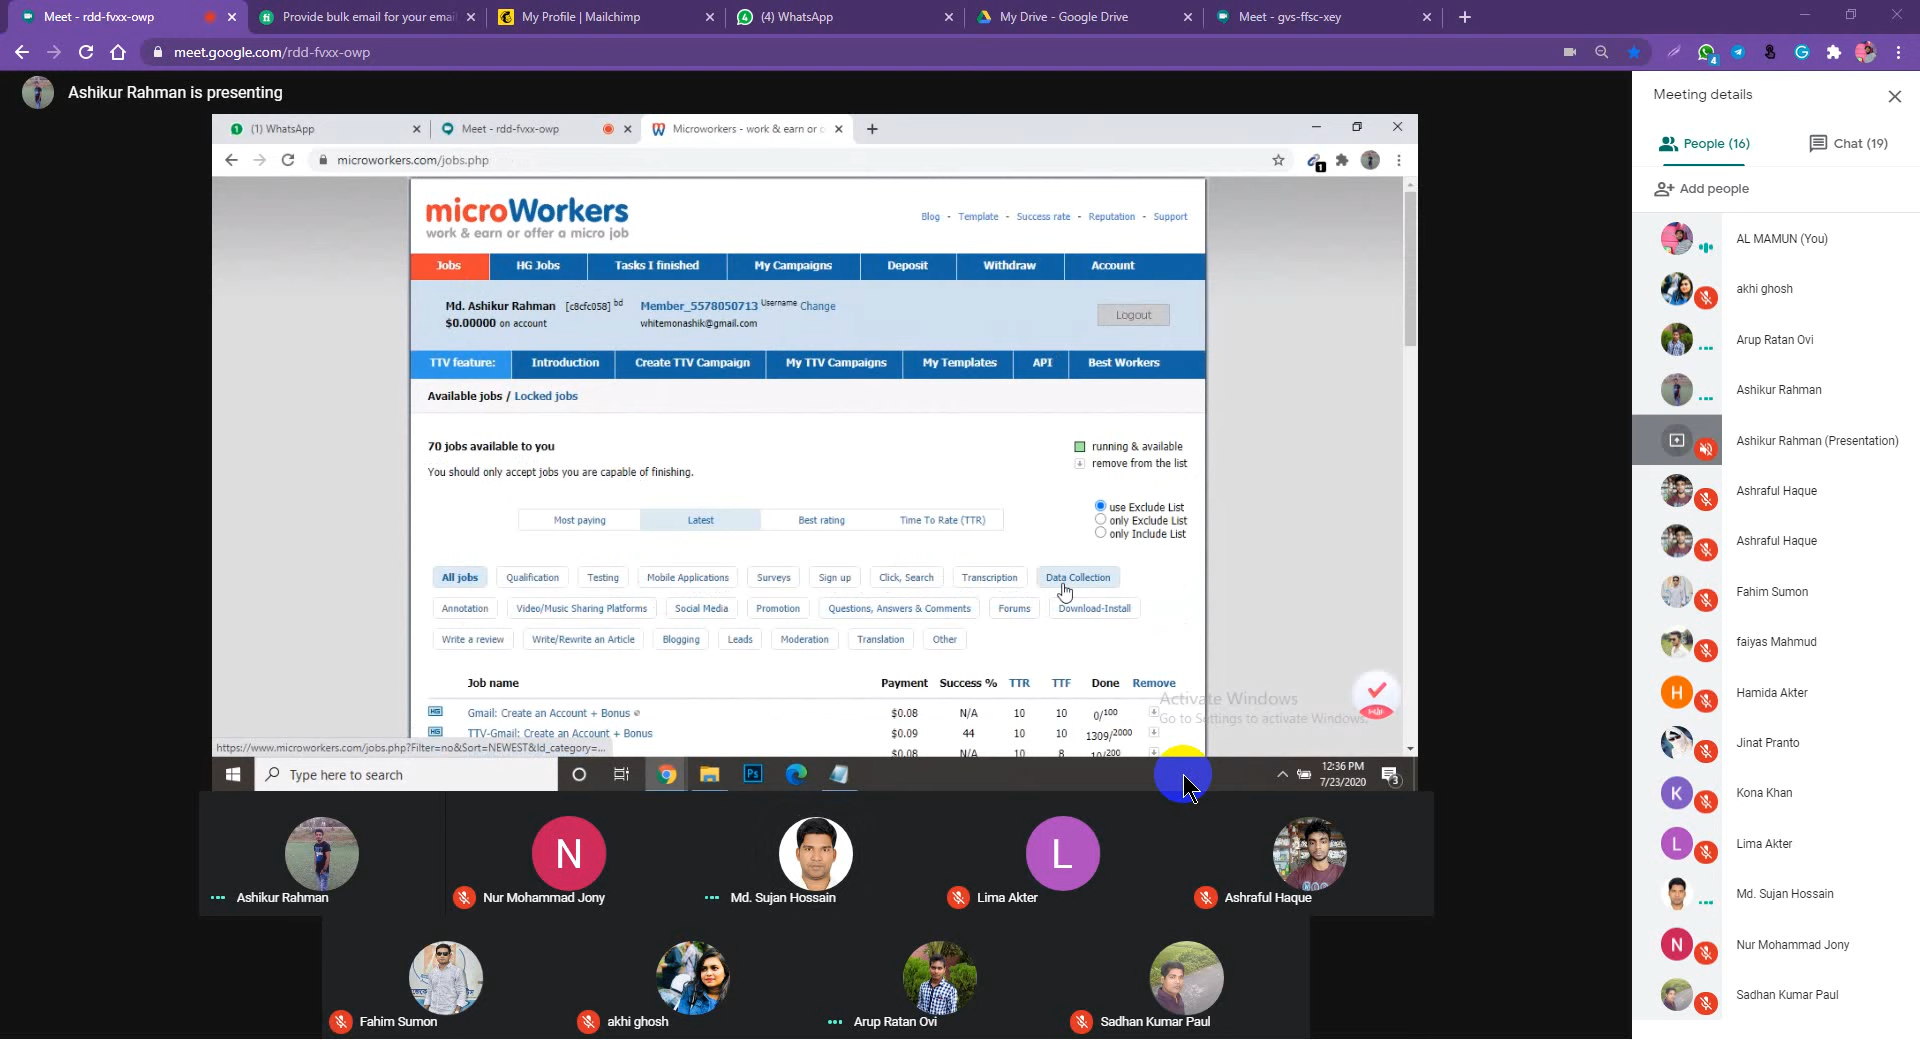 Meet - rdd-fvxx-owp
Provide bulk email for your emai
My Profile | Mailchimp
(4) WhatsApp
My Drive - Google Drive
Meet - gvs-ffsc-xey
meet.google.com/rdd-fvxx-owp
4
Ashikur Rahman is presenting
(1) WhatsApp
Meet - rdd-fvxx-owp
Microworkers - work & earn or o
microworkers.com/jobs.php
1
microWorkers
work & earn or offer a micro job
Blog - Template - Success rate - Reputation - Support
Jobs HG Jobs Tasks I finished My Campaigns Deposit Withdraw Account
Md. Ashikur Rahman [c8cfc058] bd Member_5578050713 Username Change
$0.00000 on account whitemonashik@gmail.com
Logout
TTV feature: Introduction Create TTV Campaign My TTV Campaigns My Templates API Best Workers
Available jobs / Locked jobs
70 jobs available to you
You should only accept jobs you are capable of finishing.
running & available
remove from the list
Most paying Latest Best rating Time To Rate (TTR)
use Exclude List
only Exclude List
only Include List
All jobs Qualification Testing Mobile Applications Surveys Sign up Click, Search Transcription Data Collection
Annotation Video/Music Sharing Platforms Social Media Promotion Questions, Answers & Comments Forums Download-Install
Write a review Write/Rewrite an Article Blogging Leads Moderation Translation Other
Job name Payment Success % TTR TTF Done Remove
HG Gmail: Create an Account + Bonus $0.08 N/A 10 10 0/100
HG TTV-Gmail: Create an Account + Bonus $0.09 44 10 10 1309/2000
$0.08 N/A 10 8 10/200
Activate Windows
Go to Settings to activate Windows.
https://www.microworkers.com/jobs.php?Filter=no&Sort=NEWEST&Id_category=...
Type here to search
Ps
12:36 PM
7/23/2020
3
Ashikur Rahman
N
Nur Mohammad Jony
Md. Sujan Hossain
L
Lima Akter
Ashraful Haque
Fahim Sumon
akhi ghosh
Arup Ratan Ovi
Sadhan Kumar Paul
Meeting details
People (16)
Chat (19)
Add people
AL MAMUN (You)
akhi ghosh
Arup Ratan Ovi
Ashikur Rahman
Ashikur Rahman (Presentation)
Ashraful Haque
Ashraful Haque
Fahim Sumon
faiyas Mahmud
H Hamida Akter
Jinat Pranto
K Kona Khan
L Lima Akter
Md. Sujan Hossain
N Nur Mohammad Jony
Sadhan Kumar Paul